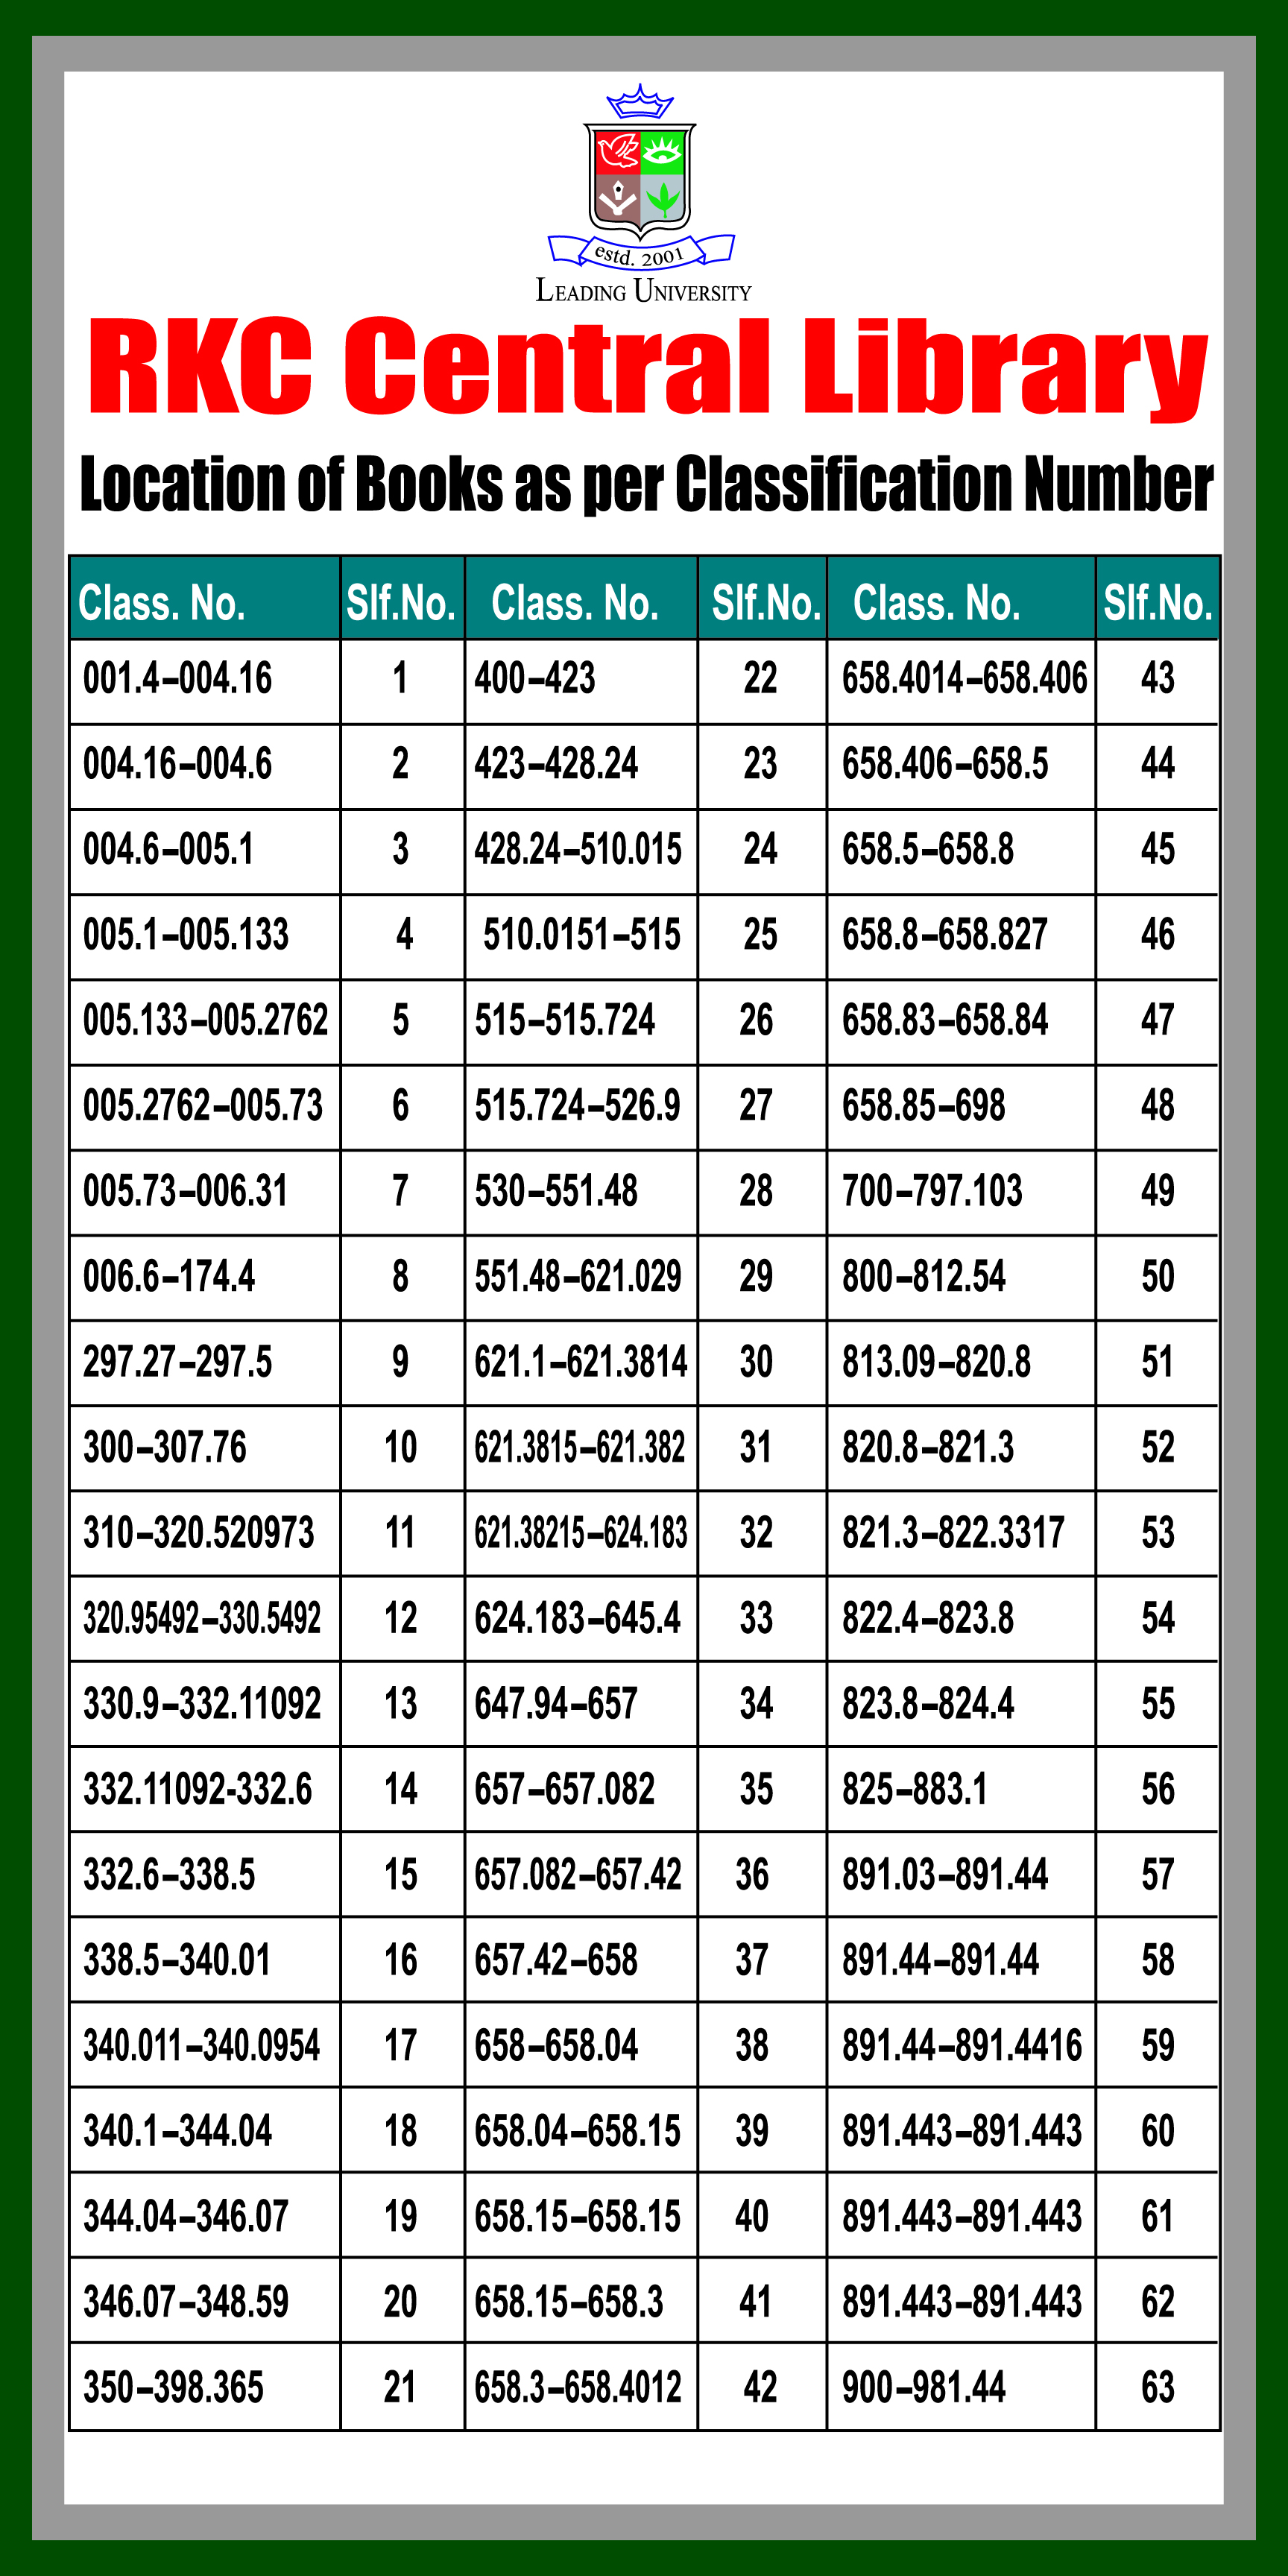 estd. 2001
LEADING UNIVERSITY
RKC Central Library
Location of Books as per Classification Number
Class. No. Slf.No. Class. No. Slf.No. Class. No. Slf.No.
001.4–004.16 1 400–423 22 658.4014–658.406 43
004.16–004.6 2 423–428.24 23 658.406–658.5 44
004.6–005.1 3 428.24–510.015 24 658.5–658.8 45
005.1–005.133 4 510.0151–515 25 658.8–658.827 46
005.133–005.2762 5 515–515.724 26 658.83–658.84 47
005.2762–005.73 6 515.724–526.9 27 658.85–698 48
005.73–006.31 7 530–551.48 28 700–797.103 49
006.6–174.4 8 551.48–621.029 29 800–812.54 50
297.27–297.5 9 621.1–621.3814 30 813.09–820.8 51
300–307.76 10 621.3815–621.382 31 820.8–821.3 52
310–320.520973 11 621.38215–624.183 32 821.3–822.3317 53
320.95492–330.5492 12 624.183–645.4 33 822.4–823.8 54
330.9–332.11092 13 647.94–657 34 823.8–824.4 55
332.11092-332.6 14 657–657.082 35 825–883.1 56
332.6–338.5 15 657.082–657.42 36 891.03–891.44 57
338.5–340.01 16 657.42–658 37 891.44–891.44 58
340.011–340.0954 17 658–658.04 38 891.44–891.4416 59
340.1–344.04 18 658.04–658.15 39 891.443–891.443 60
344.04–346.07 19 658.15–658.15 40 891.443–891.443 61
346.07–348.59 20 658.15–658.3 41 891.443–891.443 62
350–398.365 21 658.3–658.4012 42 900–981.44 63